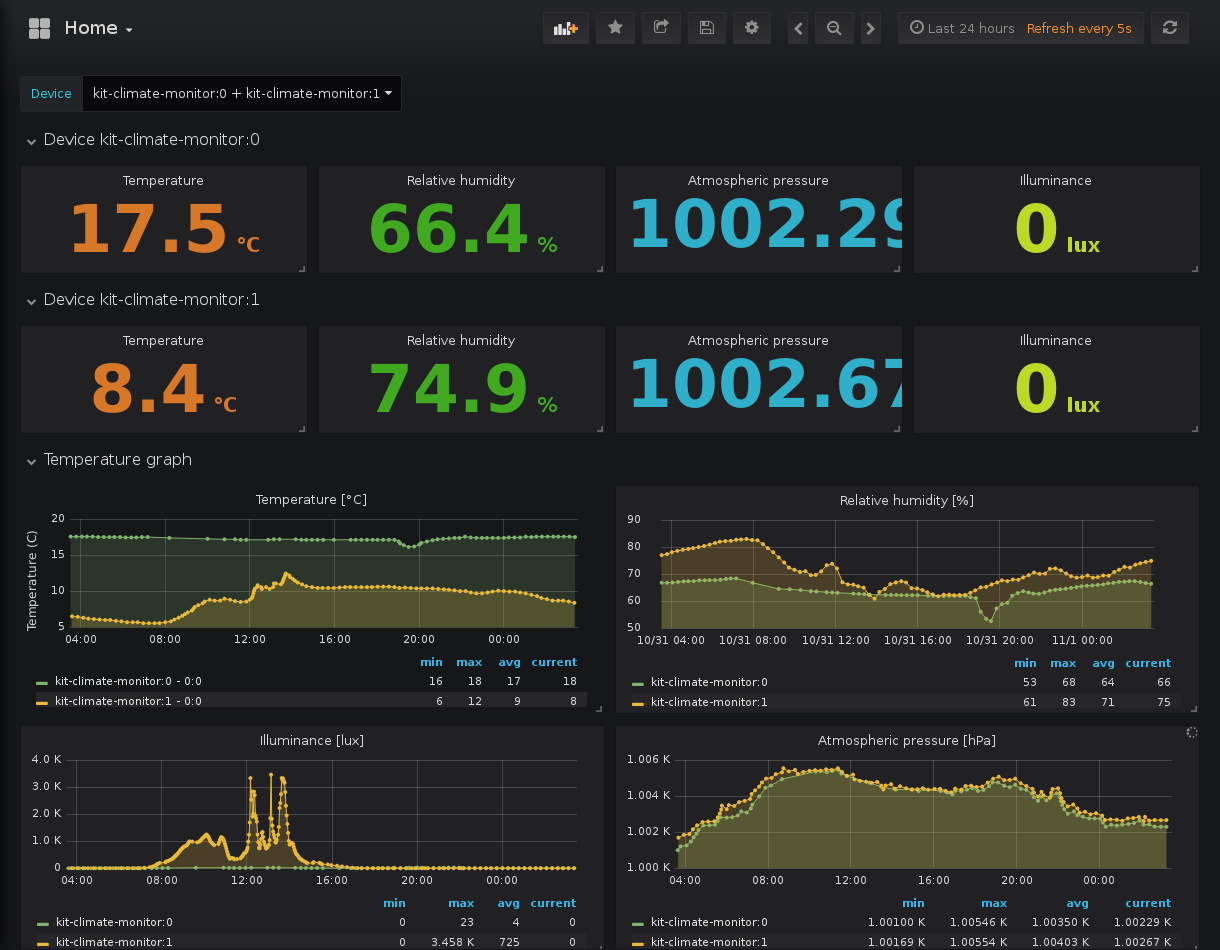 Home
Last 24 hours Refresh every 5s
Device kit-climate-monitor:0 + kit-climate-monitor:1
Device kit-climate-monitor:0
Temperature Relative humidity Atmospheric pressure Illuminance
17.5 °C 66.4 % 1002.29 0 lux
Device kit-climate-monitor:1
Temperature Relative humidity Atmospheric pressure Illuminance
8.4 °C 74.9 % 1002.67 0 lux
Temperature graph
Temperature [°C]
Temperature (C)
20
15
10
5
04:00 08:00 12:00 16:00 20:00 00:00
min max avg current
kit-climate-monitor:0 - 0:0 16 18 17 18
kit-climate-monitor:1 - 0:0 6 12 9 8
Relative humidity [%]
90
80
70
60
50
10/31 04:00 10/31 08:00 10/31 12:00 10/31 16:00 10/31 20:00 11/1 00:00
min max avg current
kit-climate-monitor:0 53 68 64 66
kit-climate-monitor:1 61 83 71 75
Illuminance [lux]
4.0 K
3.0 K
2.0 K
1.0 K
0
04:00 08:00 12:00 16:00 20:00 00:00
min max avg current
kit-climate-monitor:0 0 23 4 0
kit-climate-monitor:1 0 3.458 K 725 0
Atmospheric pressure [hPa]
1.006 K
1.004 K
1.002 K
1.000 K
04:00 08:00 12:00 16:00 20:00 00:00
min max avg current
kit-climate-monitor:0 1.00100 K 1.00546 K 1.00350 K 1.00229 K
kit-climate-monitor:1 1.00169 K 1.00554 K 1.00403 K 1.00267 K